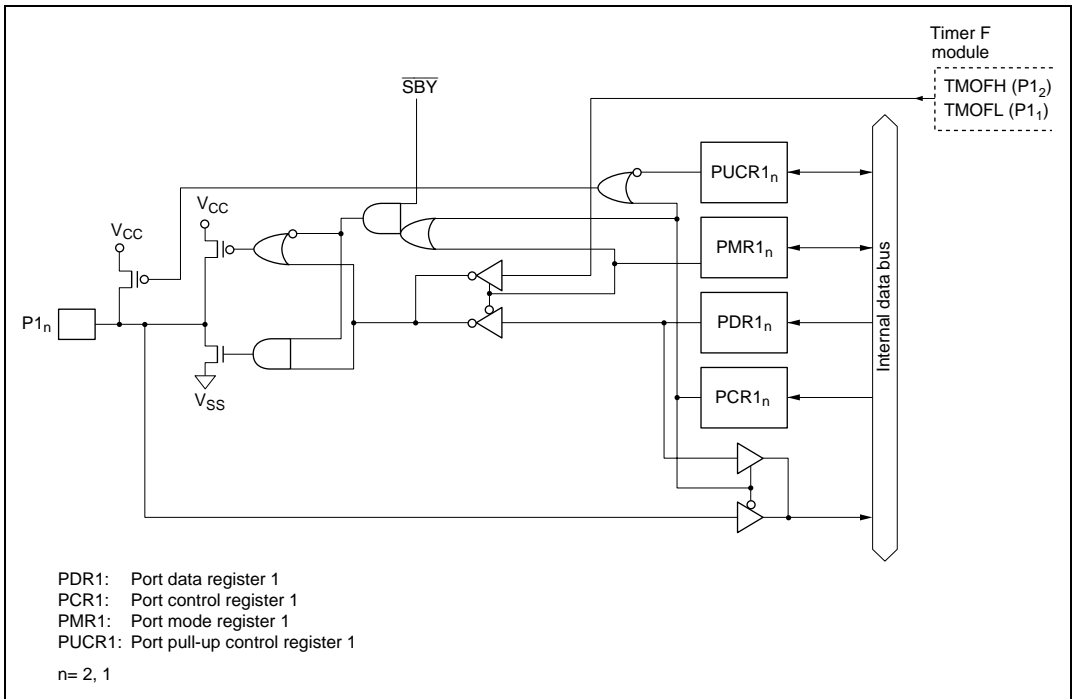 Timer F
module
TMOFH (P1₂)
TMOFL (P1₁)
S̅B̅Y̅
PUCR1ₙ
V_CC
V_CC
PMR1ₙ
P1ₙ
PDR1ₙ
Internal data bus
V_SS
PCR1ₙ
PDR1: Port data register 1
PCR1: Port control register 1
PMR1: Port mode register 1
PUCR1: Port pull-up control register 1
n= 2, 1